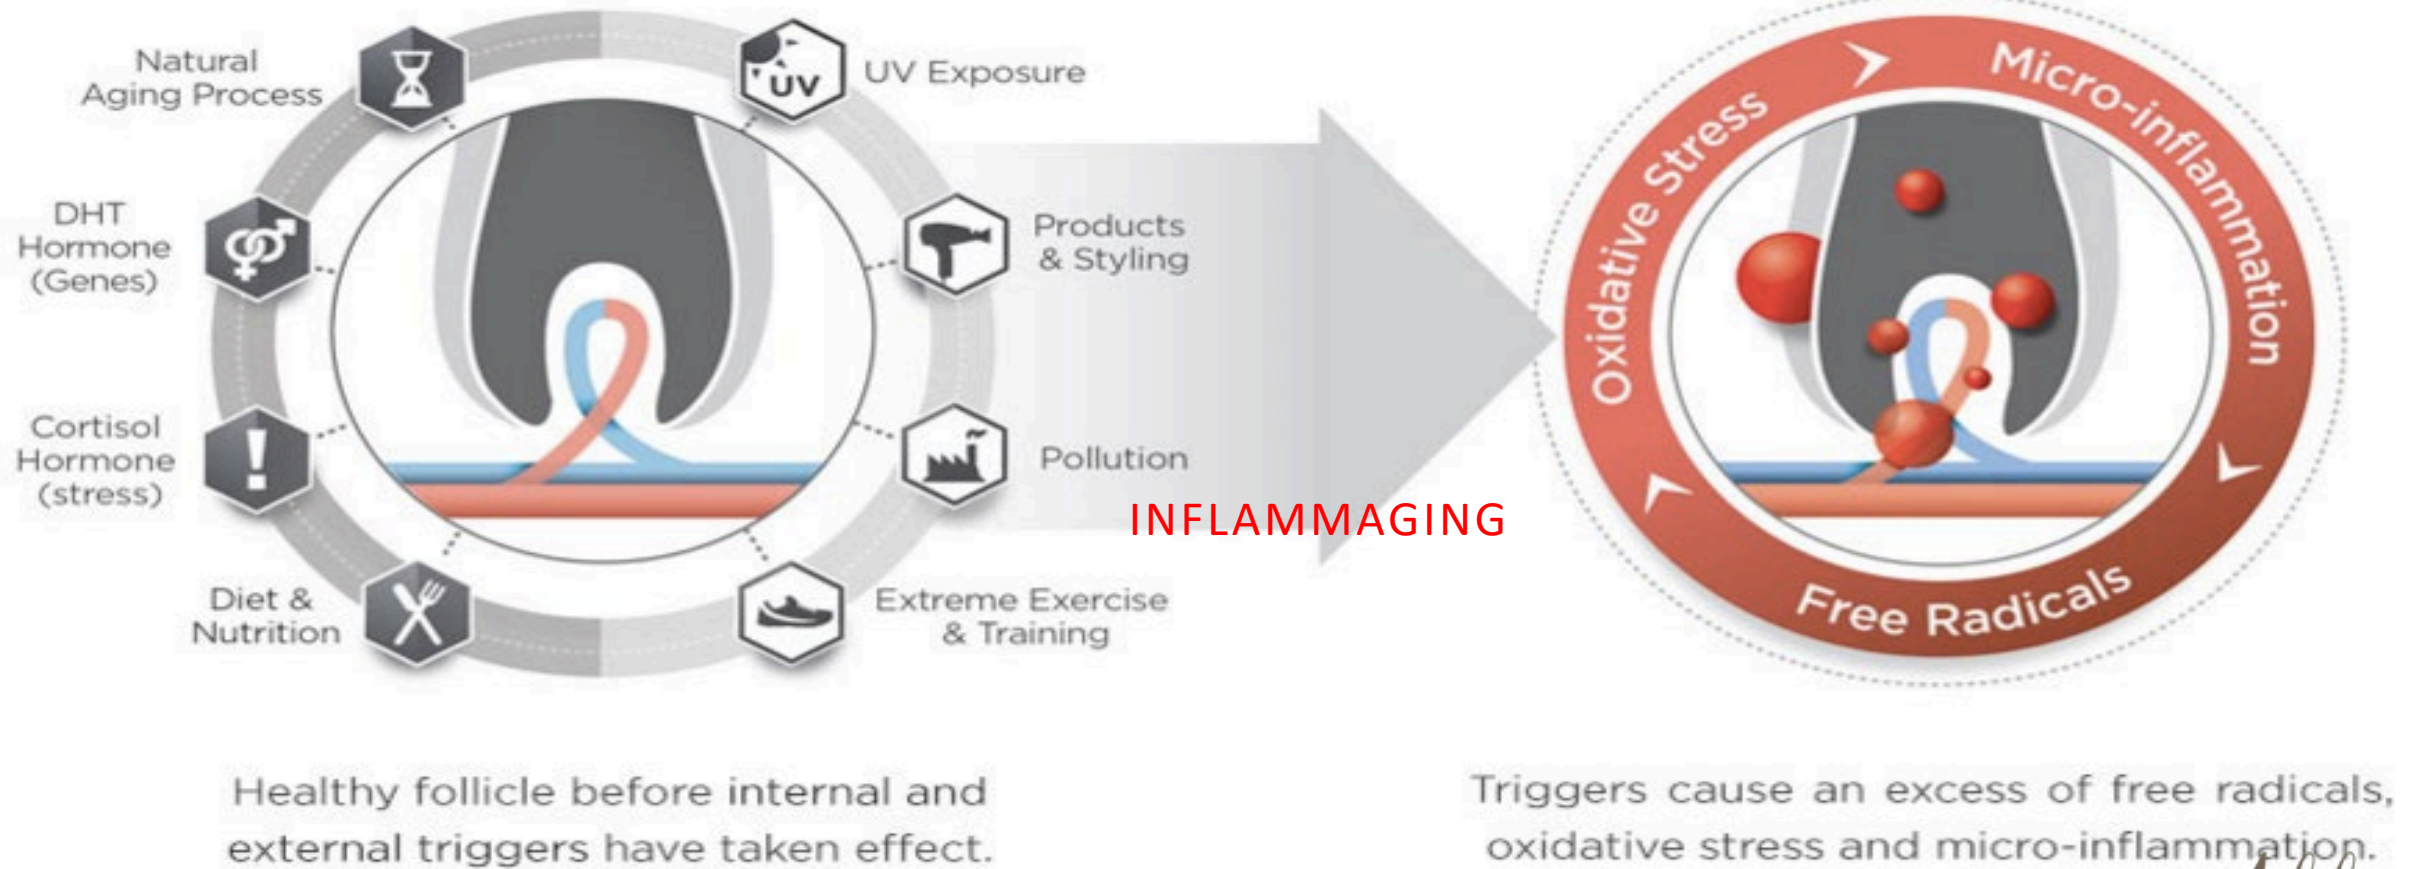 Natural
Aging Process
UV
UV Exposure
DHT
Hormone
(Genes)
Products
& Styling
Cortisol
Hormone
(stress)
Pollution
Diet &
Nutrition
Extreme Exercise
& Training
INFLAMMAGING
Oxidative Stress
Micro-inflammation
Free Radicals
Healthy follicle before internal and
external triggers have taken effect.
Triggers cause an excess of free radicals,
oxidative stress and micro-inflammation.